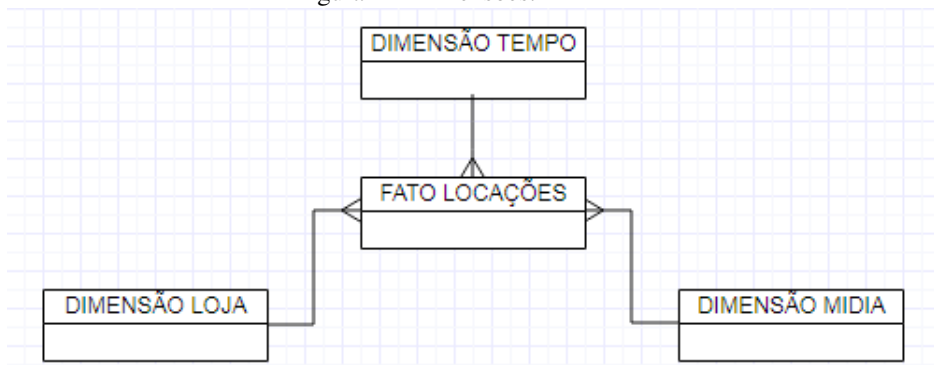 DIMENSÃO TEMPO
FATO LOCAÇÕES
DIMENSÃO LOJA
DIMENSÃO MIDIA